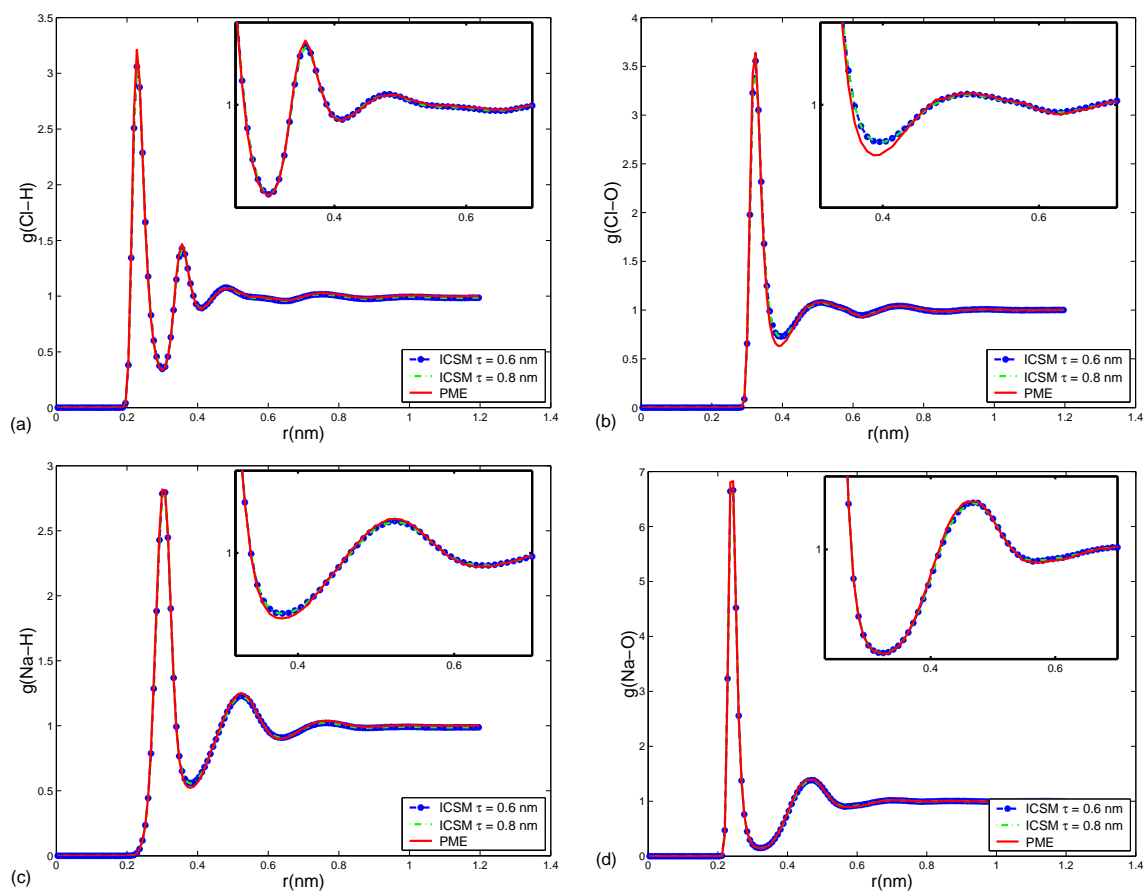 3.5
3
2.5
2
1.5
1
0.5
0
0 0.2 0.4 0.6 0.8 1 1.2 1.4
g(Cl−H)
r(nm)
(a)
1
0.4 0.6
ICSM τ = 0.6 nm
ICSM τ = 0.8 nm
PME
4
3.5
3
2.5
2
1.5
1
0.5
0
0 0.2 0.4 0.6 0.8 1 1.2 1.4
g(Cl−O)
r(nm)
(b)
1
0.4 0.6
ICSM τ = 0.6 nm
ICSM τ = 0.8 nm
PME
3
2.5
2
1.5
1
0.5
0
0 0.2 0.4 0.6 0.8 1 1.2 1.4
g(Na−H)
r(nm)
(c)
1
0.4 0.6
ICSM τ = 0.6 nm
ICSM τ = 0.8 nm
PME
7
6
5
4
3
2
1
0
0 0.2 0.4 0.6 0.8 1 1.2 1.4
g(Na−O)
r(nm)
(d)
1
0.4 0.6
ICSM τ = 0.6 nm
ICSM τ = 0.8 nm
PME